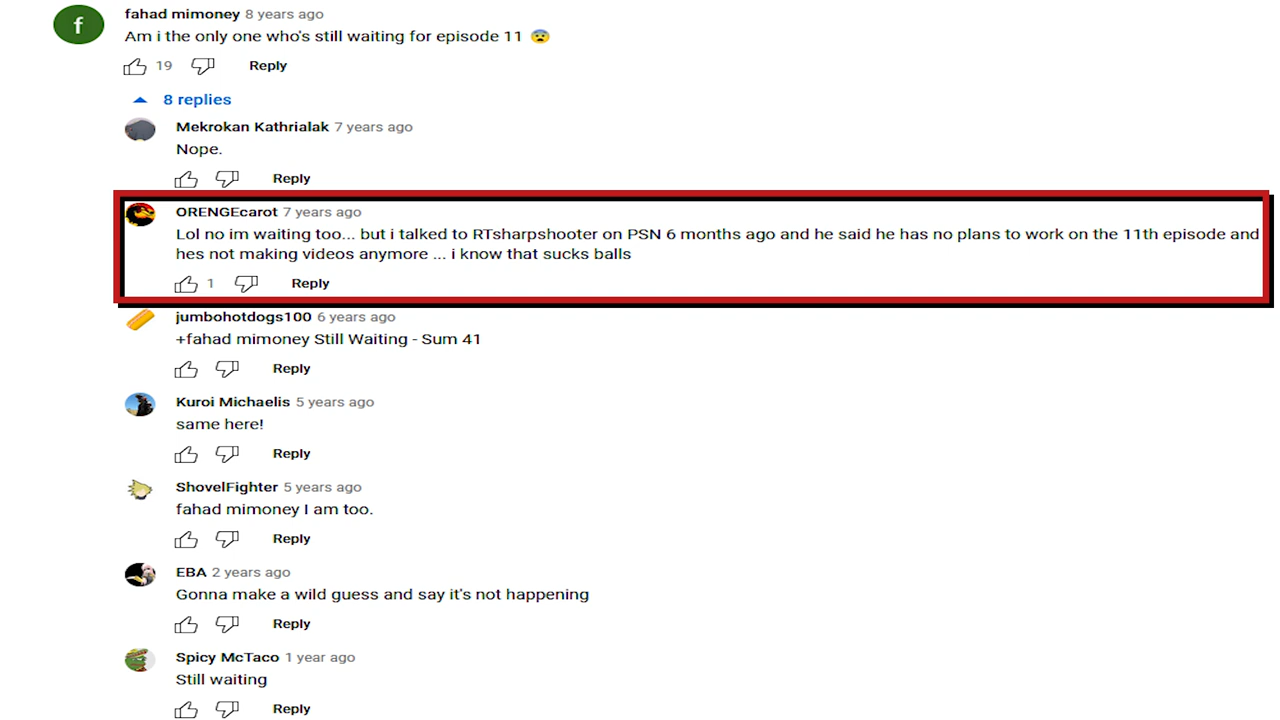 f
fahad mimoney 8 years ago
Am i the only one who's still waiting for episode 11 😨
19 Reply
8 replies
Mekrokan Kathrialak 7 years ago
Nope.
Reply
ORENGEcarot 7 years ago
Lol no im waiting too... but i talked to RTsharpshooter on PSN 6 months ago and he said he has no plans to work on the 11th episode and
hes not making videos anymore ... i know that sucks balls
1 Reply
jumbohotdogs100 6 years ago
+fahad mimoney Still Waiting - Sum 41
Reply
Kuroi Michaelis 5 years ago
same here!
Reply
ShovelFighter 5 years ago
fahad mimoney I am too.
Reply
EBA 2 years ago
Gonna make a wild guess and say it's not happening
Reply
Spicy McTaco 1 year ago
Still waiting
Reply